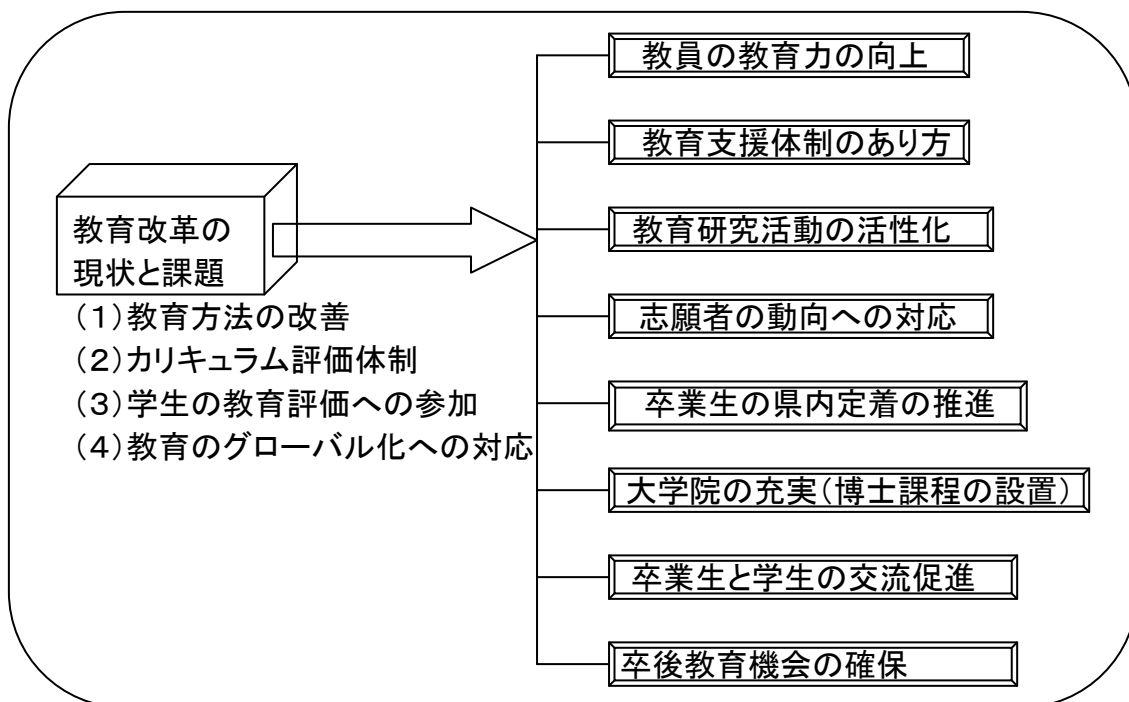 教育改革の
現状と課題
(1)教育方法の改善
(2)カリキュラム評価体制
(3)学生の教育評価への参加
(4)教育のグローバル化への対応
教員の教育力の向上
教育支援体制のあり方
教育研究活動の活性化
志願者の動向への対応
卒業生の県内定着の推進
大学院の充実(博士課程の設置)
卒業生と学生の交流促進
卒後教育機会の確保